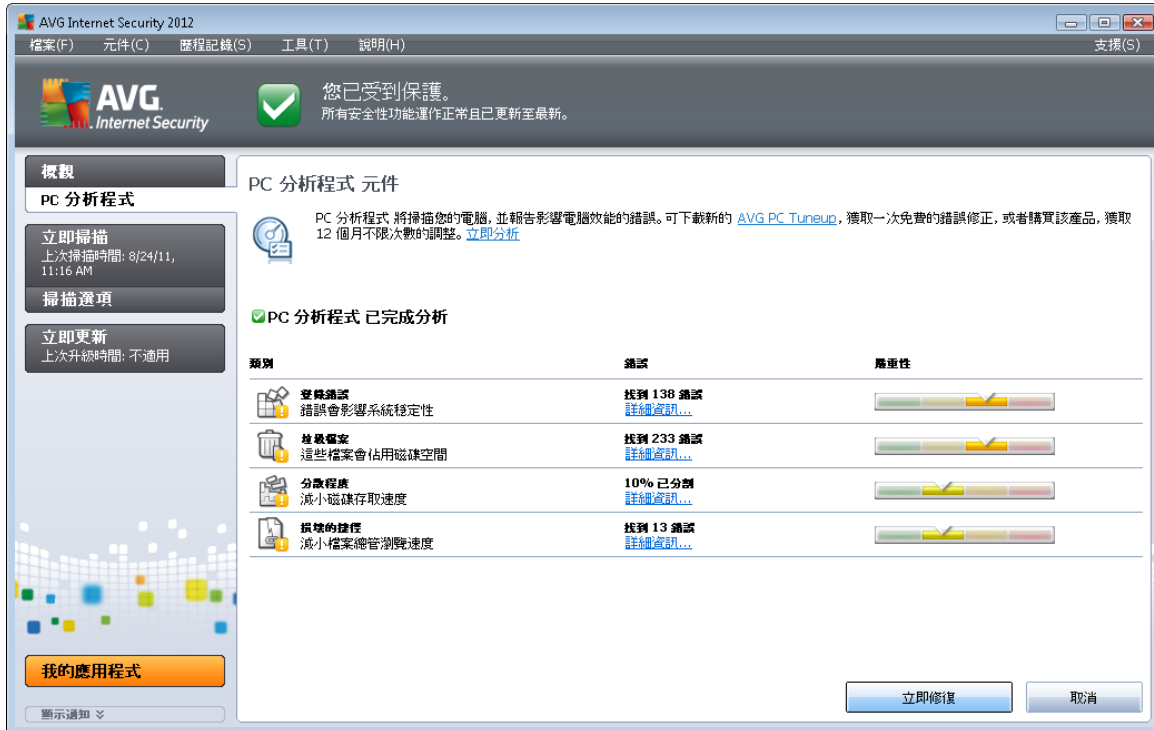 AVG Internet Security 2012
檔案(F) 元件(C) 歷程記錄(S) 工具(T) 說明(H) 支援(S)
AVG.
Internet Security
您已受到保護。
所有安全性功能運作正常且已更新至最新。
概觀
PC 分析程式
立即掃描
上次掃描時間: 8/24/11,
11:16 AM
掃描選項
立即更新
上次升級時間: 不適用
我的應用程式
顯示通知
PC 分析程式 元件
PC 分析程式 將掃描您的電腦, 並報告影響電腦效能的錯誤。可下載新的 AVG PC Tuneup, 獲取一次免費的錯誤修正, 或者購買該產品, 獲取
12 個月不限次數的調整。立即分析
PC 分析程式 已完成分析
類別 錯誤 嚴重性
登錄錯誤 找到 138 錯誤
錯誤會影響系統穩定性 詳細資訊...
垃圾檔案 找到 233 錯誤
這些檔案會佔用磁碟空間 詳細資訊...
分散程度 10% 已分割
減小磁碟存取速度 詳細資訊...
損壞的捷徑 找到 13 錯誤
減小檔案總管瀏覽速度 詳細資訊...
立即修復 取消